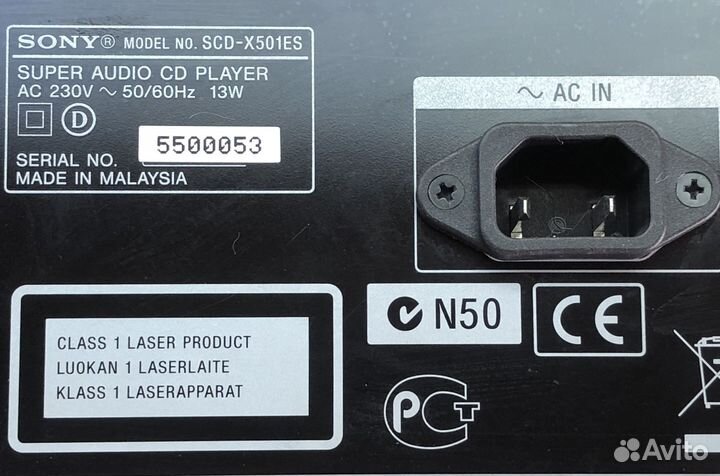 SONY® MODEL NO. SCD-X501ES
SUPER AUDIO CD PLAYER
AC 230V ~ 50/60Hz 13W
D
SERIAL NO. 5500053
MADE IN MALAYSIA
~ AC IN
CLASS 1 LASER PRODUCT
LUOKAN 1 LASERLAITE
KLASS 1 LASERAPPARAT
N50
CE
PCT
Avito